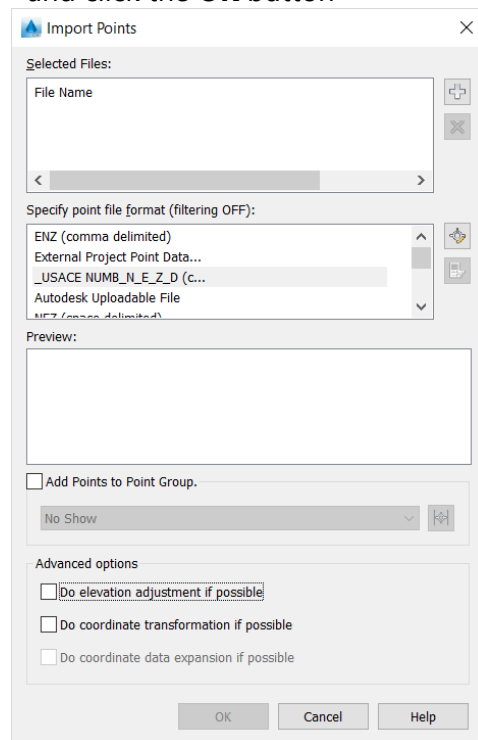 and click the OK button
Import Points
Selected Files:
File Name
Specify point file format (filtering OFF):
ENZ (comma delimited)
External Project Point Data...
_USACE NUMB_N_E_Z_D (c...
Autodesk Uploadable File
NEZ (space delimited)
Preview:
Add Points to Point Group.
No Show
Advanced options
Do elevation adjustment if possible
Do coordinate transformation if possible
Do coordinate data expansion if possible
OK Cancel Help